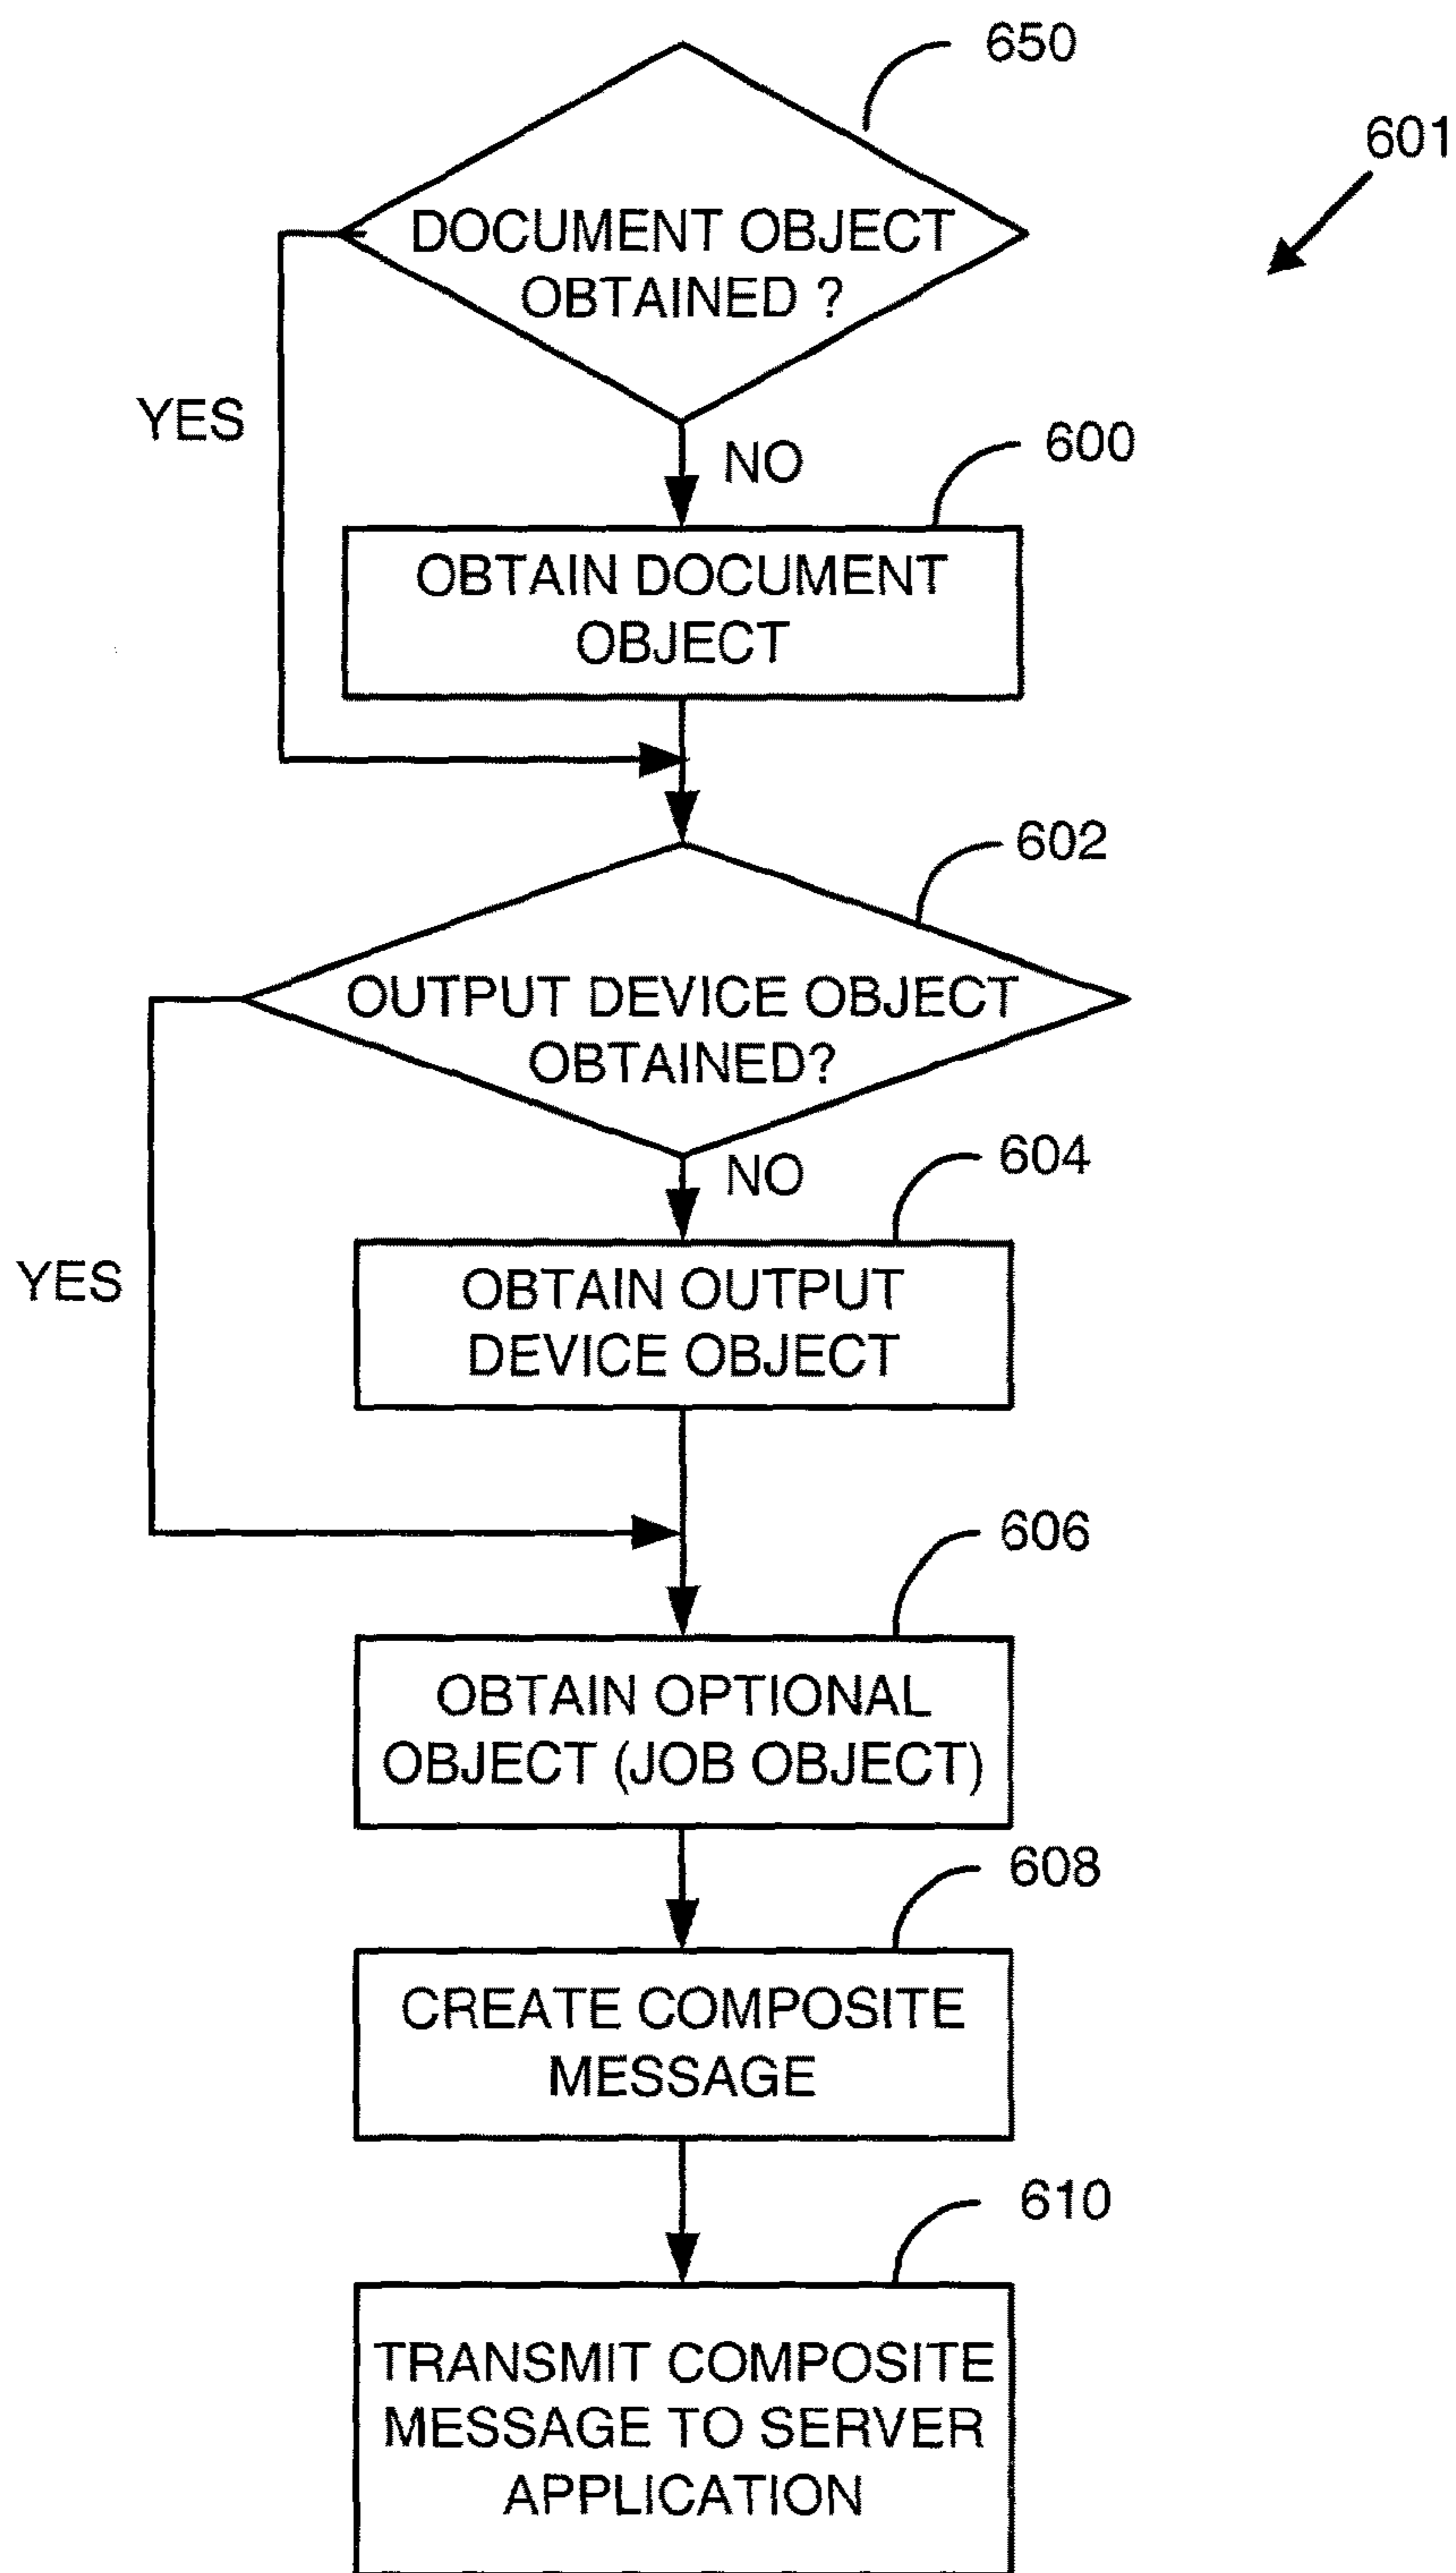 650
601
DOCUMENT OBJECT
OBTAINED ?
YES
NO
600
OBTAIN DOCUMENT
OBJECT
602
OUTPUT DEVICE OBJECT
OBTAINED?
NO
604
YES
OBTAIN OUTPUT
DEVICE OBJECT
606
OBTAIN OPTIONAL
OBJECT (JOB OBJECT)
608
CREATE COMPOSITE
MESSAGE
610
TRANSMIT COMPOSITE
MESSAGE TO SERVER
APPLICATION